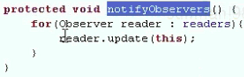 protected void notifyObservers() {
for(Observer reader : readers){
reader.update(this);
}
}